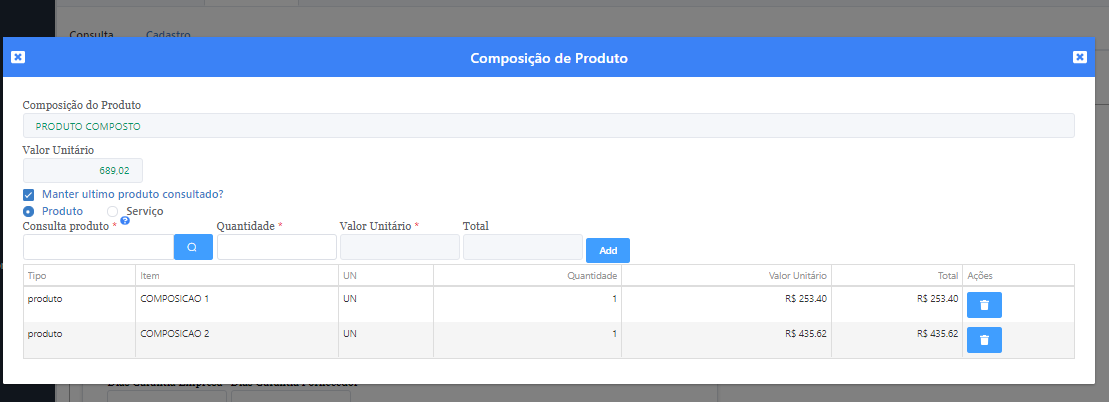 Consulta Cadastro
Composição de Produto
Composição do Produto
PRODUTO COMPOSTO
Valor Unitário
689,02
Manter ultimo produto consultado?
Produto Serviço
Consulta produto * ? Quantidade * Valor Unitário * Total
Add
Tipo Item UN Quantidade Valor Unitário Total Ações
produto COMPOSICAO 1 UN 1 R$ 253.40 R$ 253.40
produto COMPOSICAO 2 UN 1 R$ 435.62 R$ 435.62
Dias Garantia Empresa Dias Garantia Fornecedor